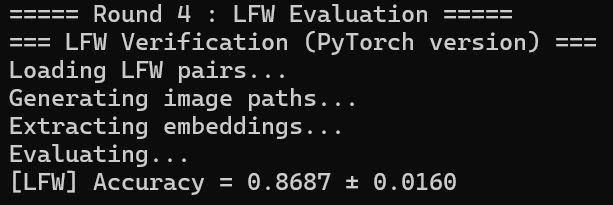 ===== Round 4 : LFW Evaluation =====
=== LFW Verification (PyTorch version) ===
Loading LFW pairs...
Generating image paths...
Extracting embeddings...
Evaluating...
[LFW] Accuracy = 0.8687 ± 0.0160